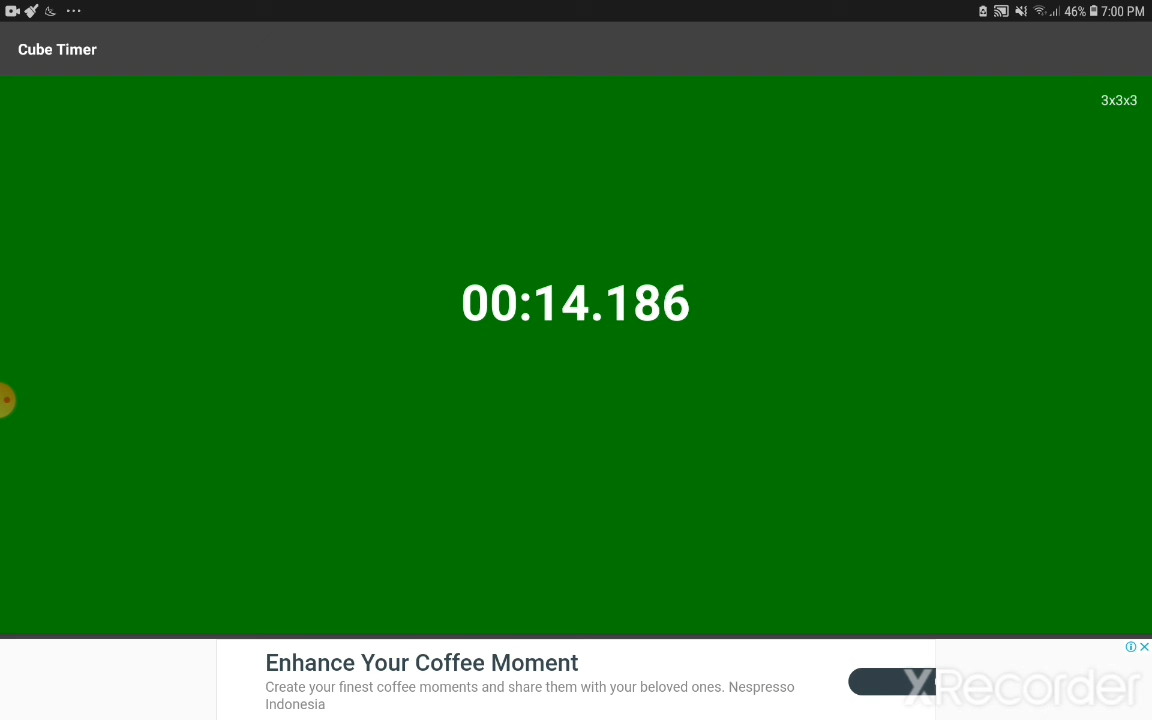 46% 7:00 PM
Cube Timer
3x3x3
00:14.186
Enhance Your Coffee Moment
Create your finest coffee moments and share them with your beloved ones. Nespresso
Indonesia
XRecorder